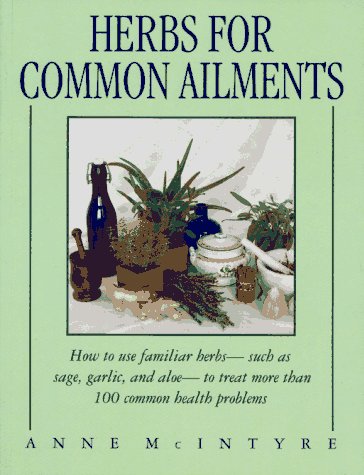 HERBS FOR
COMMON AILMENTS
How to use familiar herbs— such as
sage, garlic, and aloe— to treat more than
100 common health problems
ANNE McINTYRE